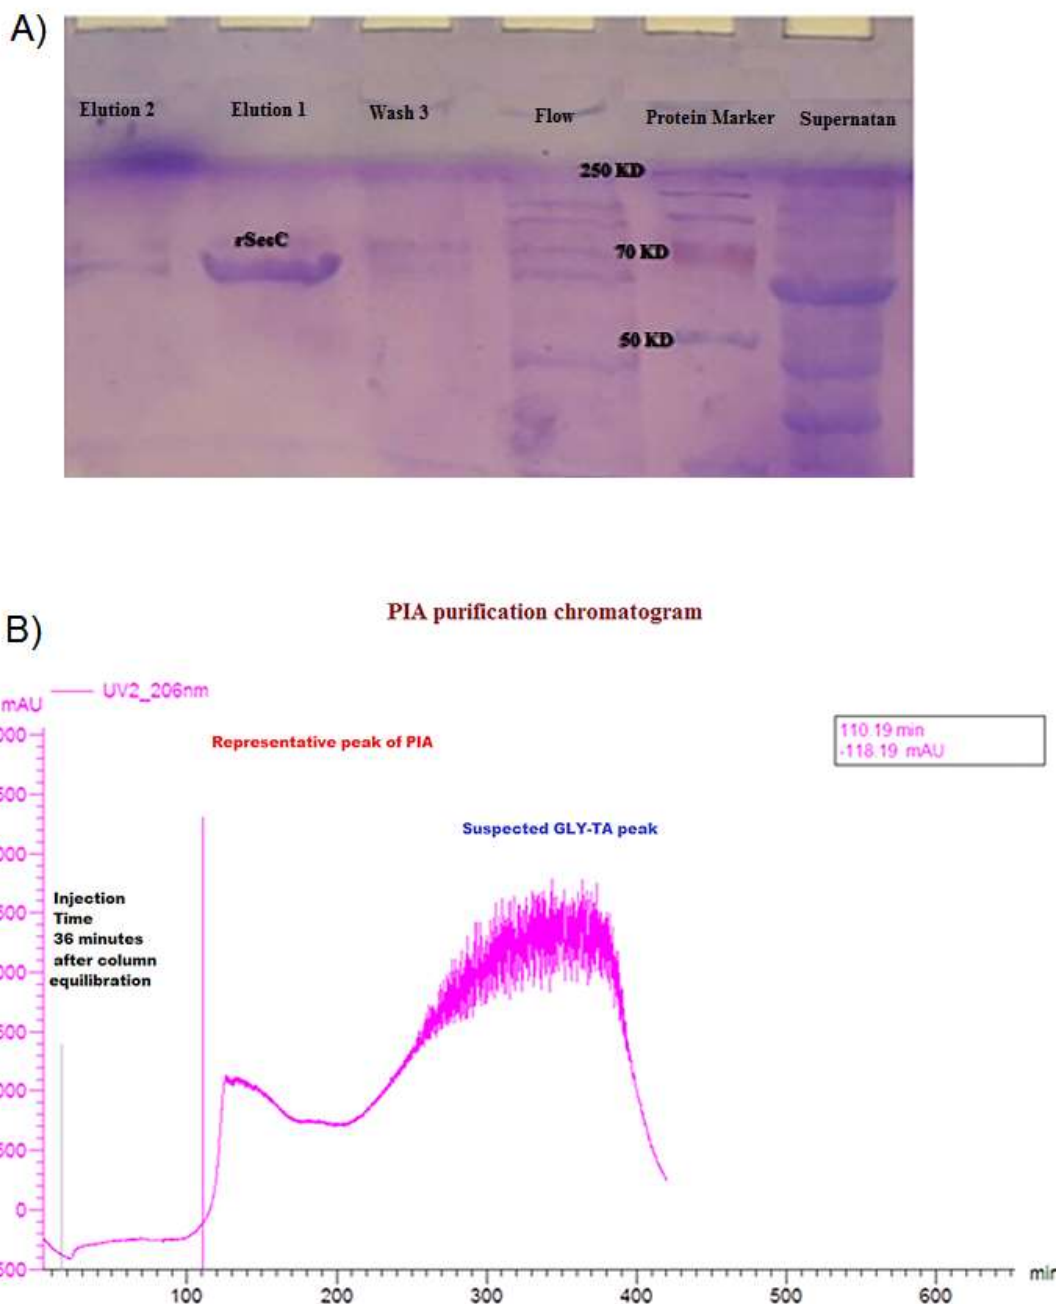 A)
Elution 2
Elution 1
Wash 3
Flow
Protein Marker
Supernatan
250 KD
rSesC
70 KD
50 KD
PIA purification chromatogram
B)
UV2_206nm
mAU
Representative peak of PIA
110.19 min
-118.19 mAU
Suspected GLY-TA peak
Injection
Time
36 minutes
after column
equilibration
0
100
200
300
400
500
600
min